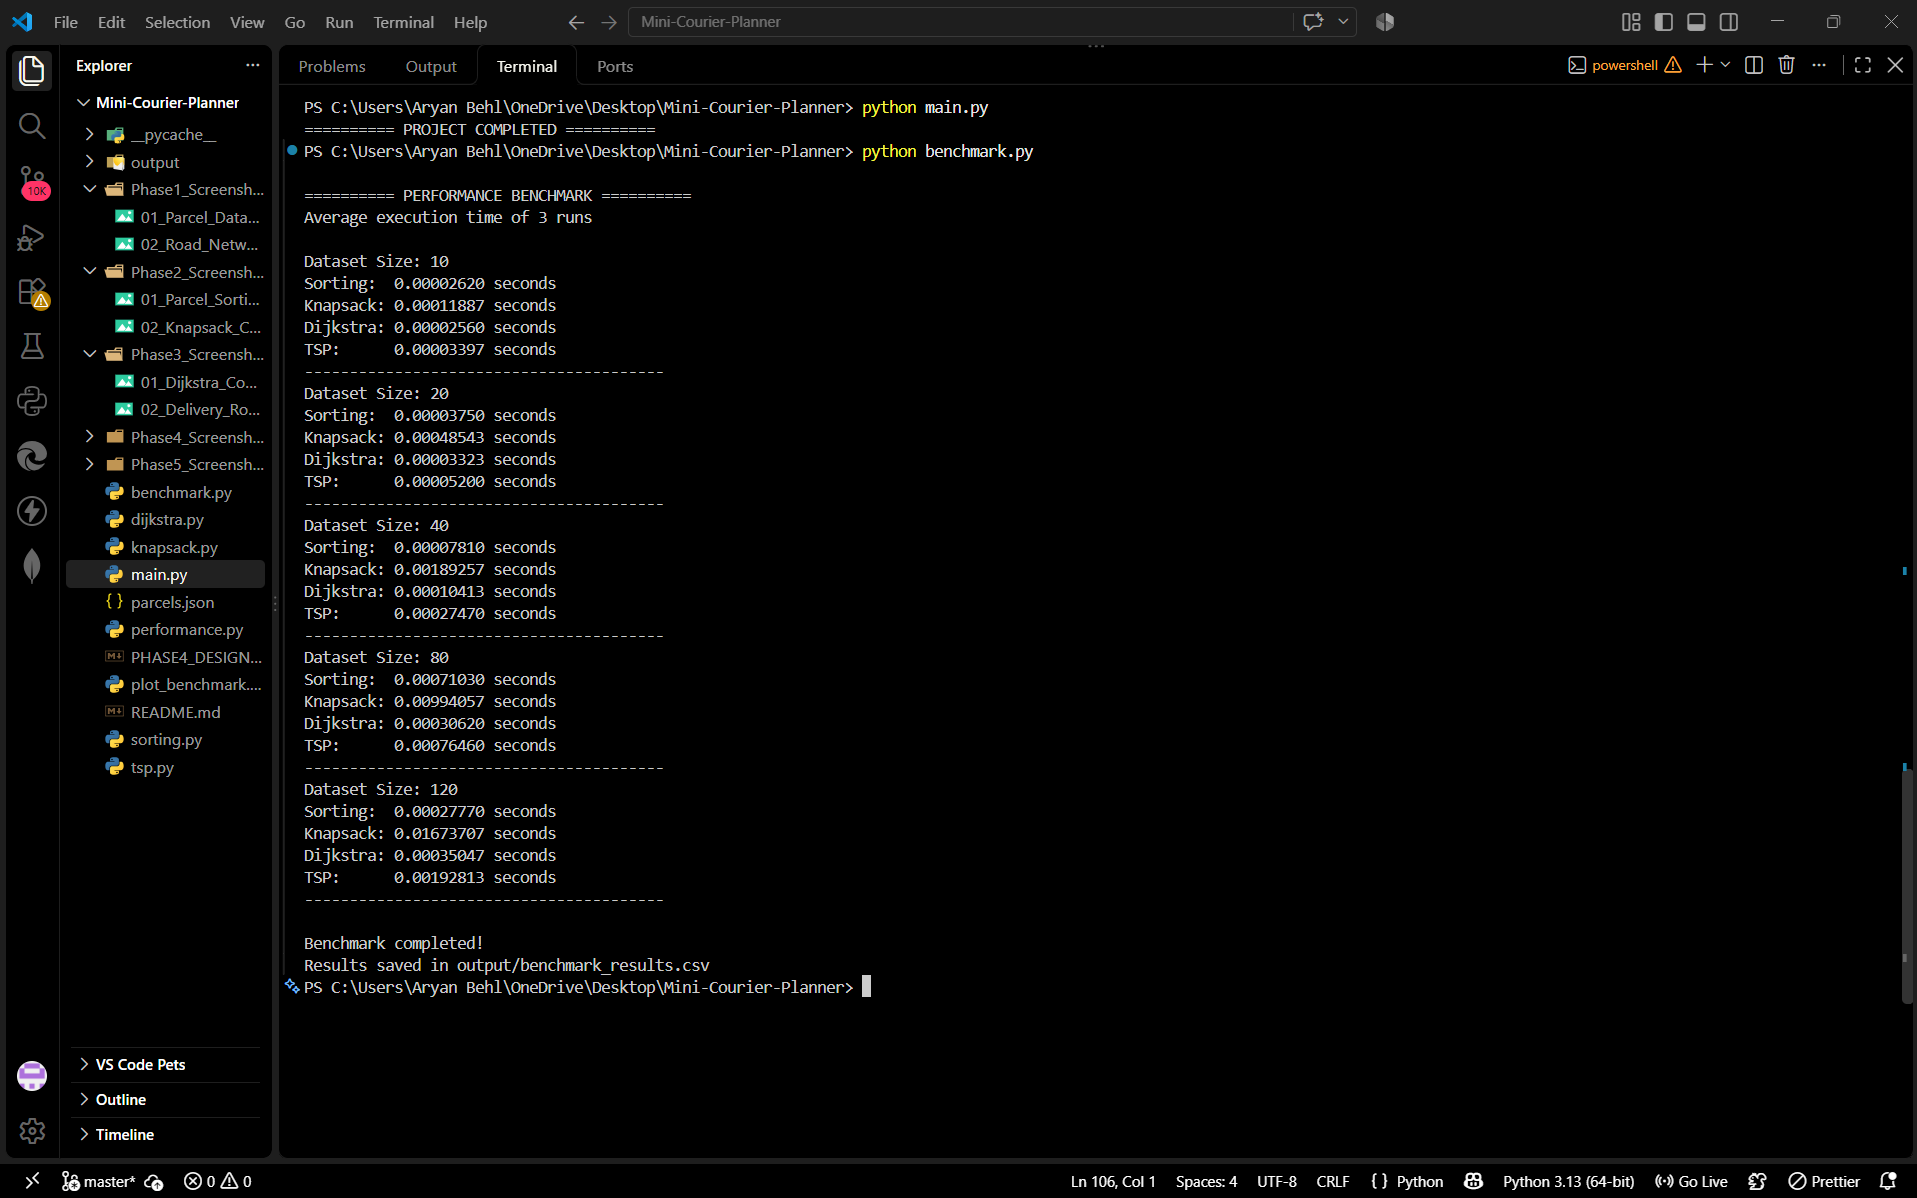 File Edit Selection View Go Run Terminal Help
Mini-Courier-Planner
Explorer
Problems Output Terminal Ports
powershell
Mini-Courier-Planner
__pycache__
output
Phase1_Screensh...
01_Parcel_Data...
02_Road_Netw...
Phase2_Screensh...
01_Parcel_Sorti...
02_Knapsack_C...
Phase3_Screensh...
01_Dijkstra_Co...
02_Delivery_Ro...
Phase4_Screensh...
Phase5_Screensh...
benchmark.py
dijkstra.py
knapsack.py
main.py
{ } parcels.json
performance.py
PHASE4_DESIGN...
plot_benchmark....
README.md
sorting.py
tsp.py
VS Code Pets
Outline
Timeline
10K
PS C:\Users\Aryan Behl\OneDrive\Desktop\Mini-Courier-Planner> python main.py
========== PROJECT COMPLETED ==========
PS C:\Users\Aryan Behl\OneDrive\Desktop\Mini-Courier-Planner> python benchmark.py
========== PERFORMANCE BENCHMARK ==========
Average execution time of 3 runs
Dataset Size: 10
Sorting:  0.00002620 seconds
Knapsack: 0.00011887 seconds
Dijkstra: 0.00002560 seconds
TSP:      0.00003397 seconds
----------------------------------------
Dataset Size: 20
Sorting:  0.00003750 seconds
Knapsack: 0.00048543 seconds
Dijkstra: 0.00003323 seconds
TSP:      0.00005200 seconds
----------------------------------------
Dataset Size: 40
Sorting:  0.00007810 seconds
Knapsack: 0.00189257 seconds
Dijkstra: 0.00010413 seconds
TSP:      0.00027470 seconds
----------------------------------------
Dataset Size: 80
Sorting:  0.00071030 seconds
Knapsack: 0.00994057 seconds
Dijkstra: 0.00030620 seconds
TSP:      0.00076460 seconds
----------------------------------------
Dataset Size: 120
Sorting:  0.00027770 seconds
Knapsack: 0.01673707 seconds
Dijkstra: 0.00035047 seconds
TSP:      0.00192813 seconds
----------------------------------------
Benchmark completed!
Results saved in output/benchmark_results.csv
PS C:\Users\Aryan Behl\OneDrive\Desktop\Mini-Courier-Planner>
master* 0 0 Ln 106, Col 1 Spaces: 4 UTF-8 CRLF { } Python Python 3.13 (64-bit) Go Live Prettier